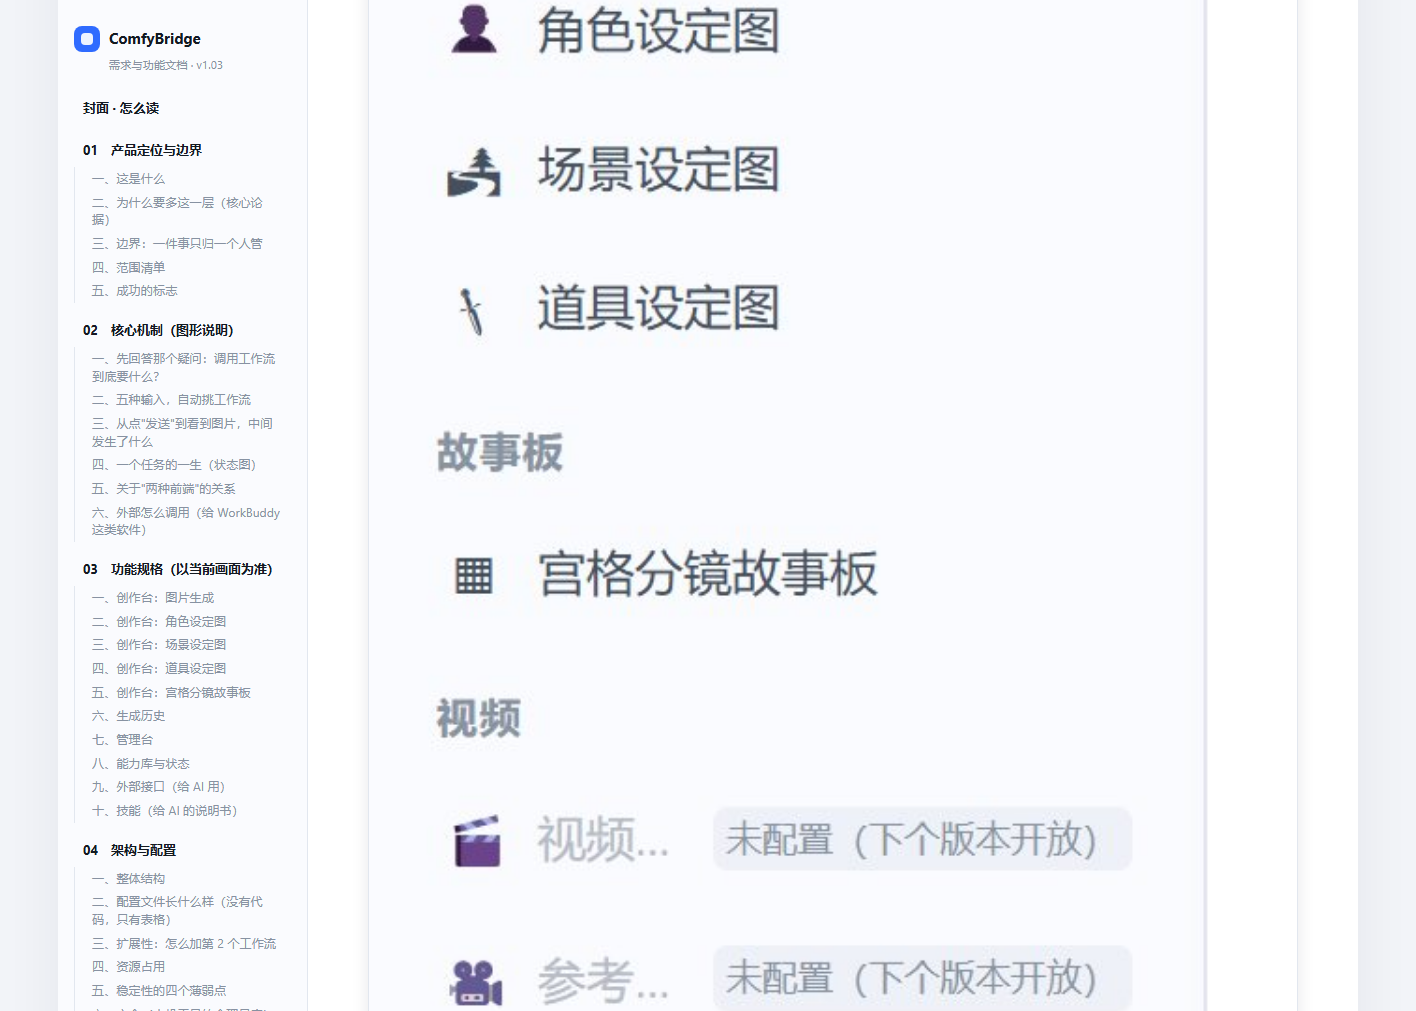 ComfyBridge
需求与功能文档 · v1.03
封面 · 怎么读
01 产品定位与边界
一、这是什么
二、为什么要多这一层（核心论
据）
三、边界：一件事只归一个人管
四、范围清单
五、成功的标志
02 核心机制（图形说明）
一、先回答那个疑问：调用工作流
到底要什么？
二、五种输入，自动挑工作流
三、从点"发送"到看到图片，中间
发生了什么
四、一个任务的一生（状态图）
五、关于"两种前端"的关系
六、外部怎么调用（给 WorkBuddy
这类软件）
03 功能规格（以当前画面为准）
一、创作台：图片生成
二、创作台：角色设定图
三、创作台：场景设定图
四、创作台：道具设定图
五、创作台：宫格分镜故事板
六、生成历史
七、管理台
八、能力库与状态
九、外部接口（给 AI 用）
十、技能（给 AI 的说明书）
04 架构与配置
一、整体结构
二、配置文件长什么样（没有代
码，只有表格）
三、扩展性：怎么加第 2 个工作流
四、资源占用
五、稳定性的四个薄弱点
角色设定图
场景设定图
道具设定图
故事板
宫格分镜故事板
视频
视频... 未配置（下个版本开放）
参考... 未配置（下个版本开放）